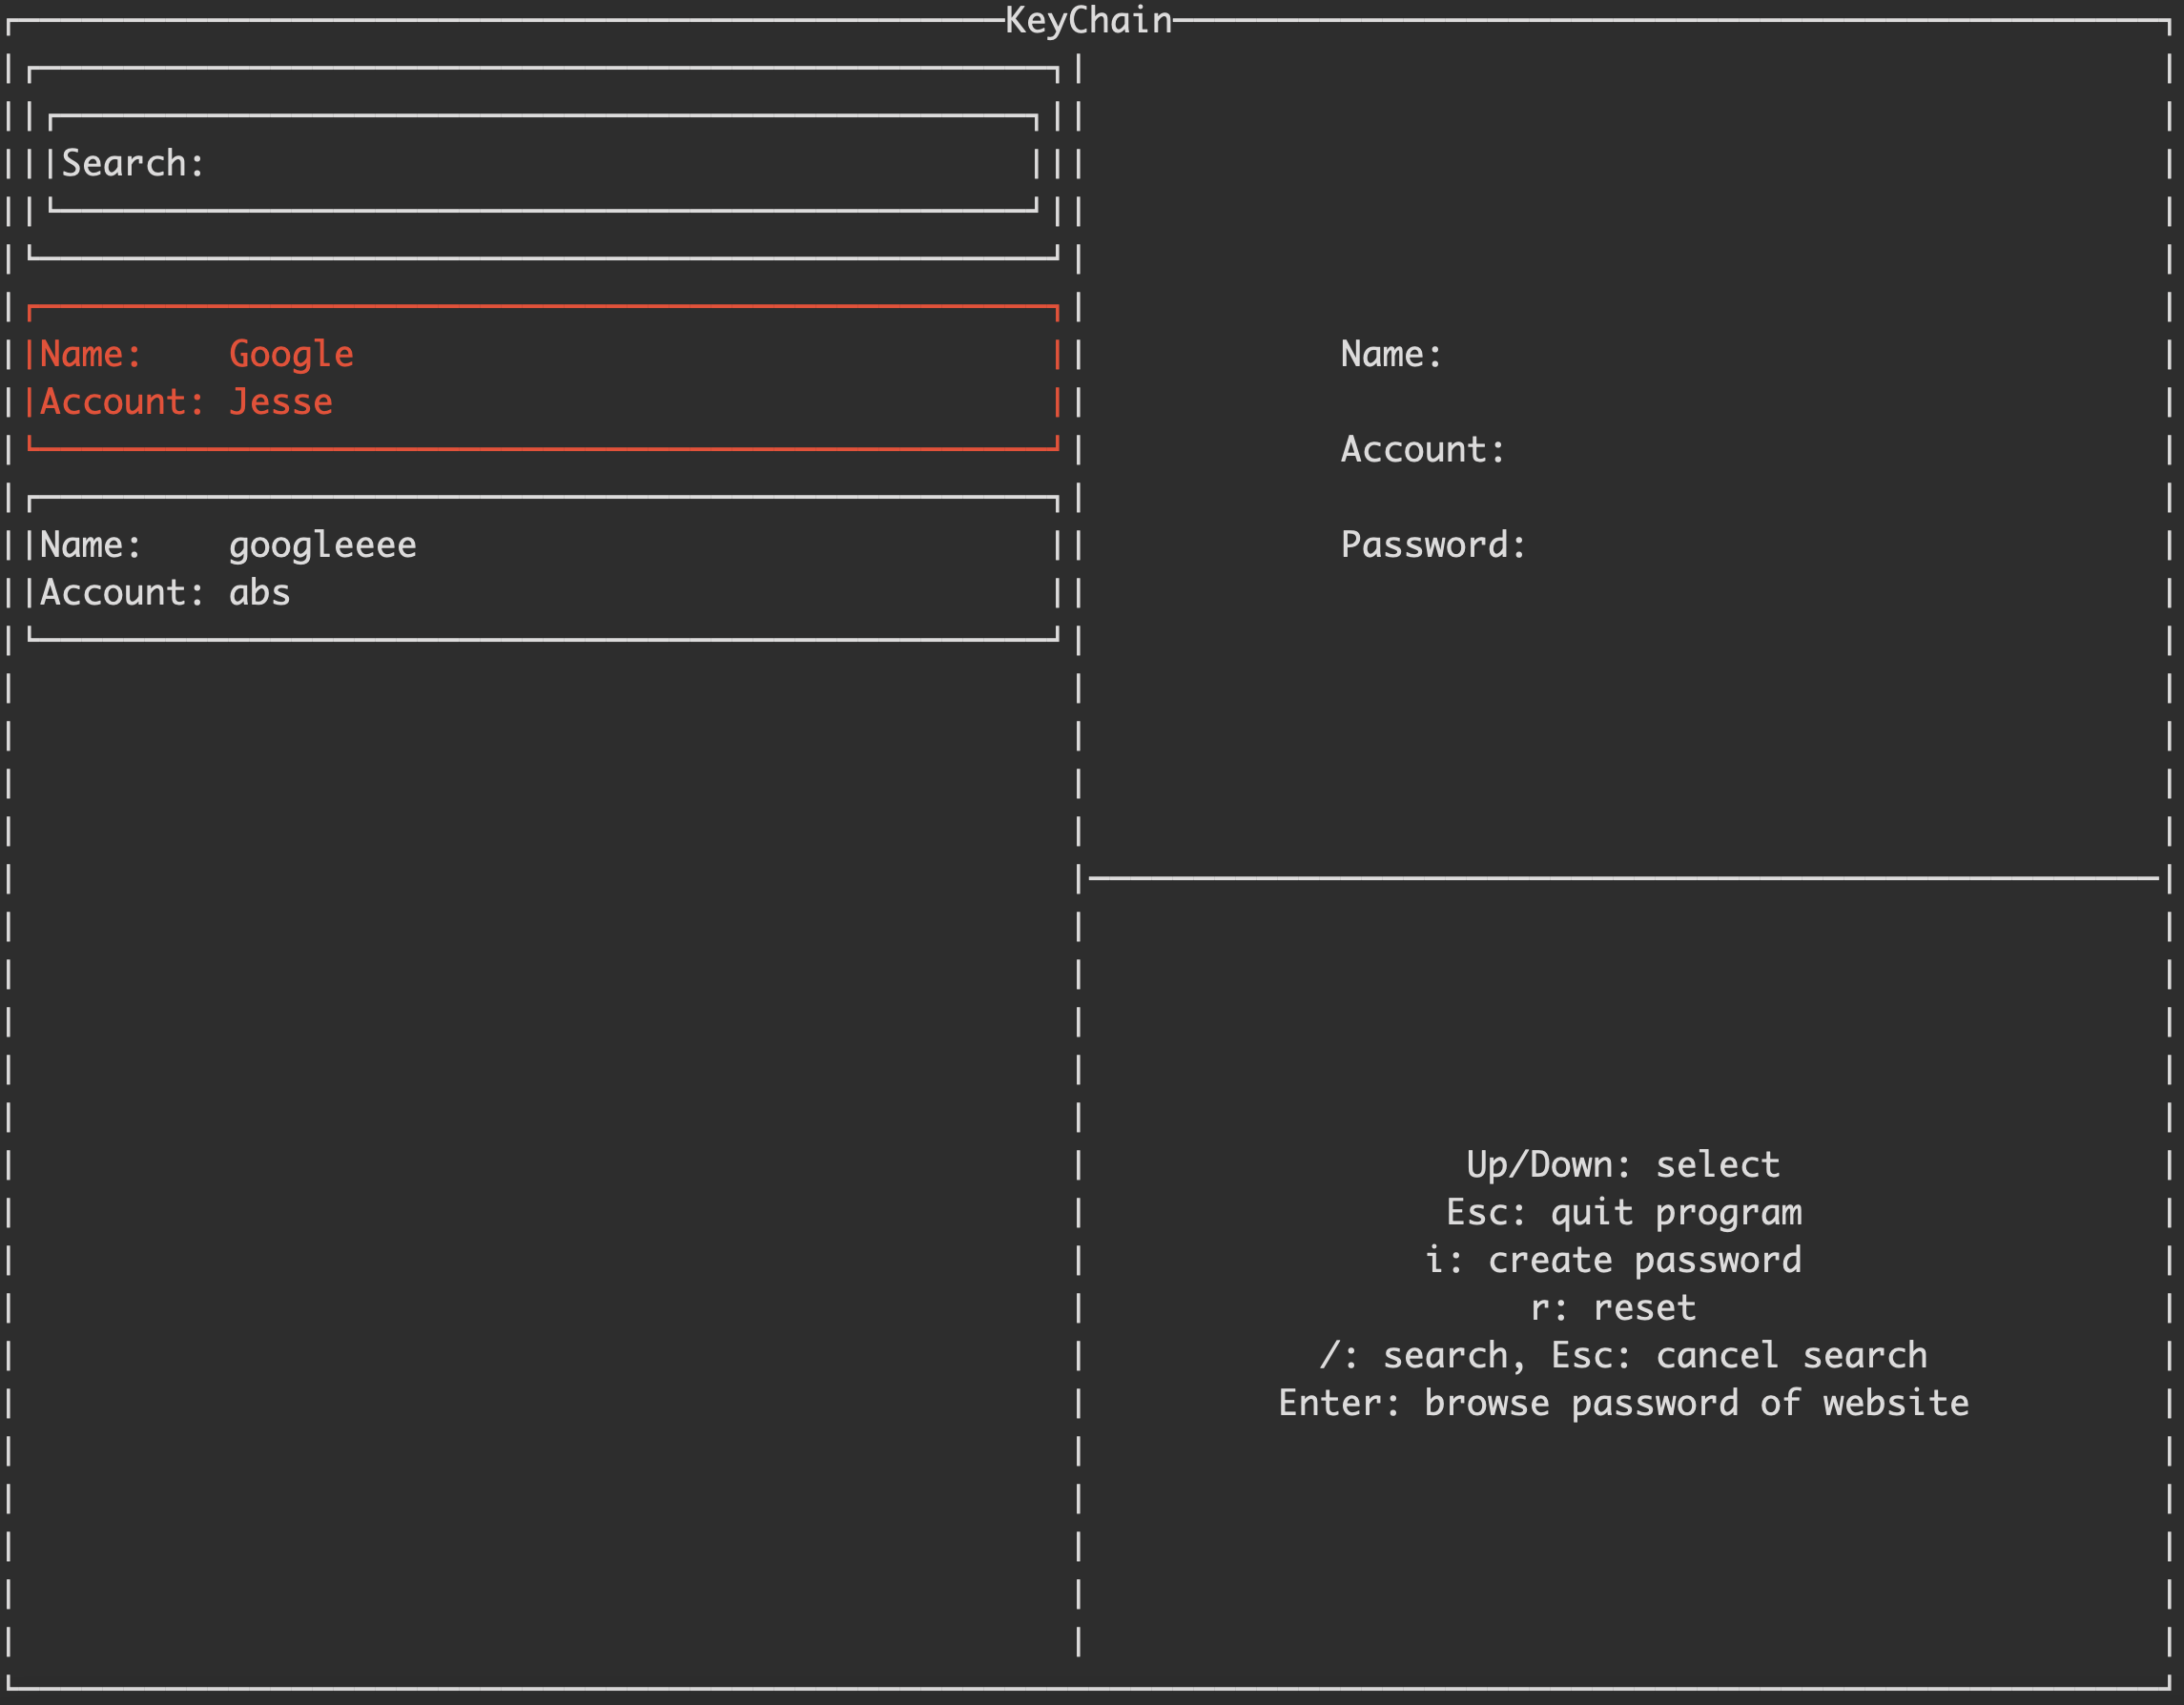 KeyChain
Search:
Name:    Google
Account: Jesse
Name:    googleeee
Account: abs
Name:
Account:
Password:
Up/Down: select
Esc: quit program
i: create password
r: reset
/: search, Esc: cancel search
Enter: browse password of website